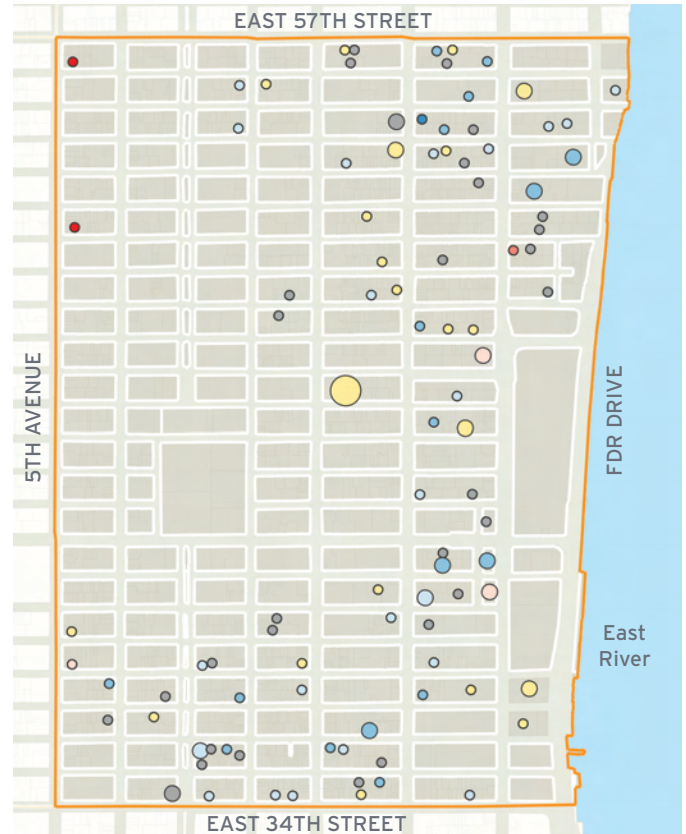 EAST 57TH STREET
5TH AVENUE
FDR DRIVE
East
River
EAST 34TH STREET